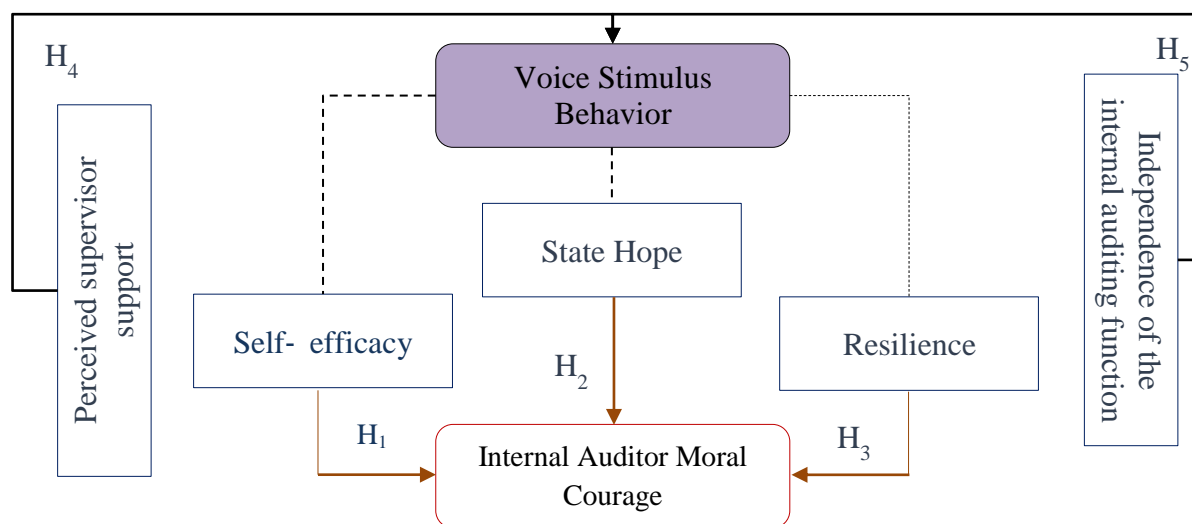 H4
H5
Voice Stimulus
Behavior
Perceived supervisor
support
Independence of the
internal auditing function
State Hope
Self- efficacy
Resilience
H2
H1
H3
Internal Auditor Moral
Courage